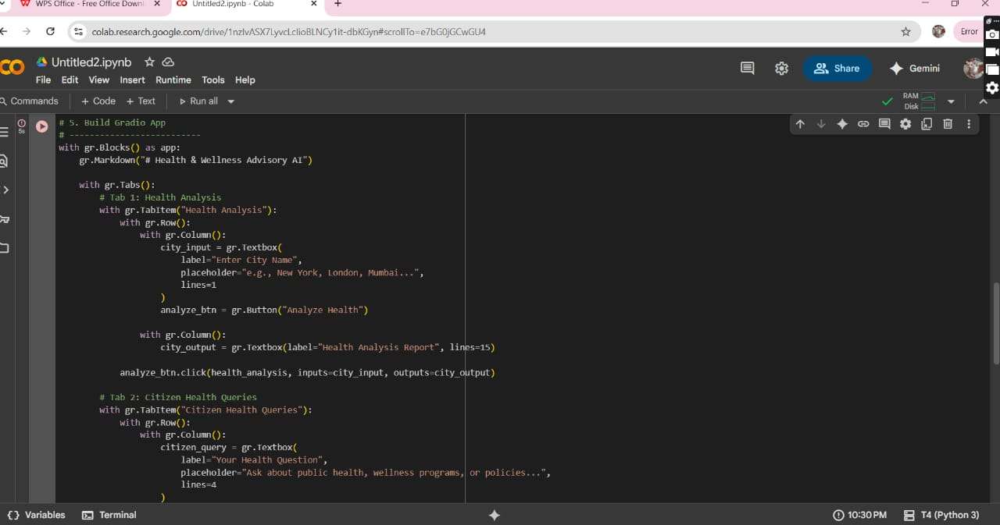 WPS Office - Free Office Downl
Untitled2.ipynb - Colab
colab.research.google.com/drive/1nzIvASX7LyvcLcIioBLNCy1it-dbKGyn#scrollTo=e7bG0jGCwGU4
Error
Untitled2.ipynb
File Edit View Insert Runtime Tools Help
Share
Gemini
Commands + Code + Text Run all
RAM
Disk
5s
# 5. Build Gradio App
# --------------------------
with gr.Blocks() as app:
gr.Markdown("# Health & Wellness Advisory AI")
with gr.Tabs():
# Tab 1: Health Analysis
with gr.TabItem("Health Analysis"):
with gr.Row():
with gr.Column():
city_input = gr.Textbox(
label="Enter City Name",
placeholder="e.g., New York, London, Mumbai...",
lines=1
)
analyze_btn = gr.Button("Analyze Health")
with gr.Column():
city_output = gr.Textbox(label="Health Analysis Report", lines=15)
analyze_btn.click(health_analysis, inputs=city_input, outputs=city_output)
# Tab 2: Citizen Health Queries
with gr.TabItem("Citizen Health Queries"):
with gr.Row():
with gr.Column():
citizen_query = gr.Textbox(
label="Your Health Question",
placeholder="Ask about public health, wellness programs, or policies...",
lines=4
)
Variables Terminal
10:30 PM T4 (Python 3)